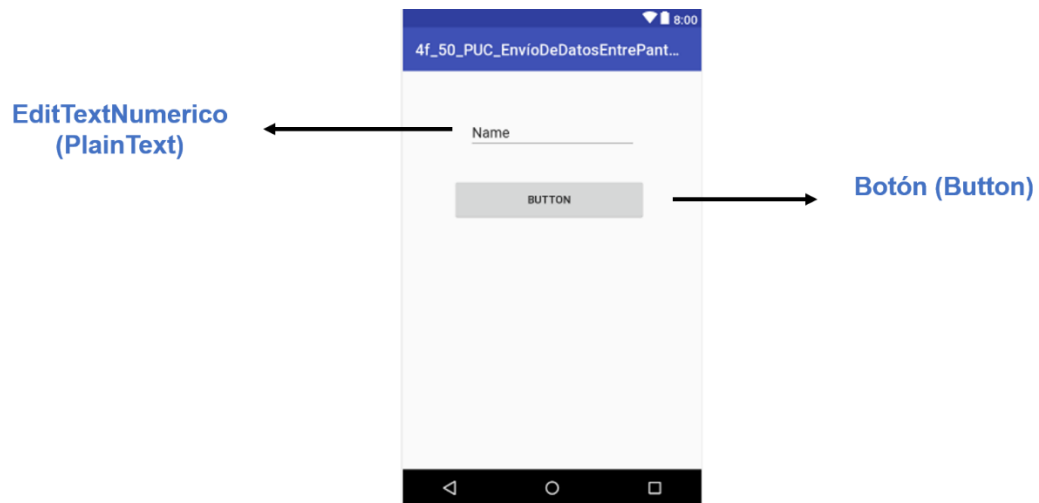 8:00
4f_50_PUC_EnvíoDeDatosEntrePant...
EditTextNumerico
(PlainText)
Name
Botón (Button)
BUTTON